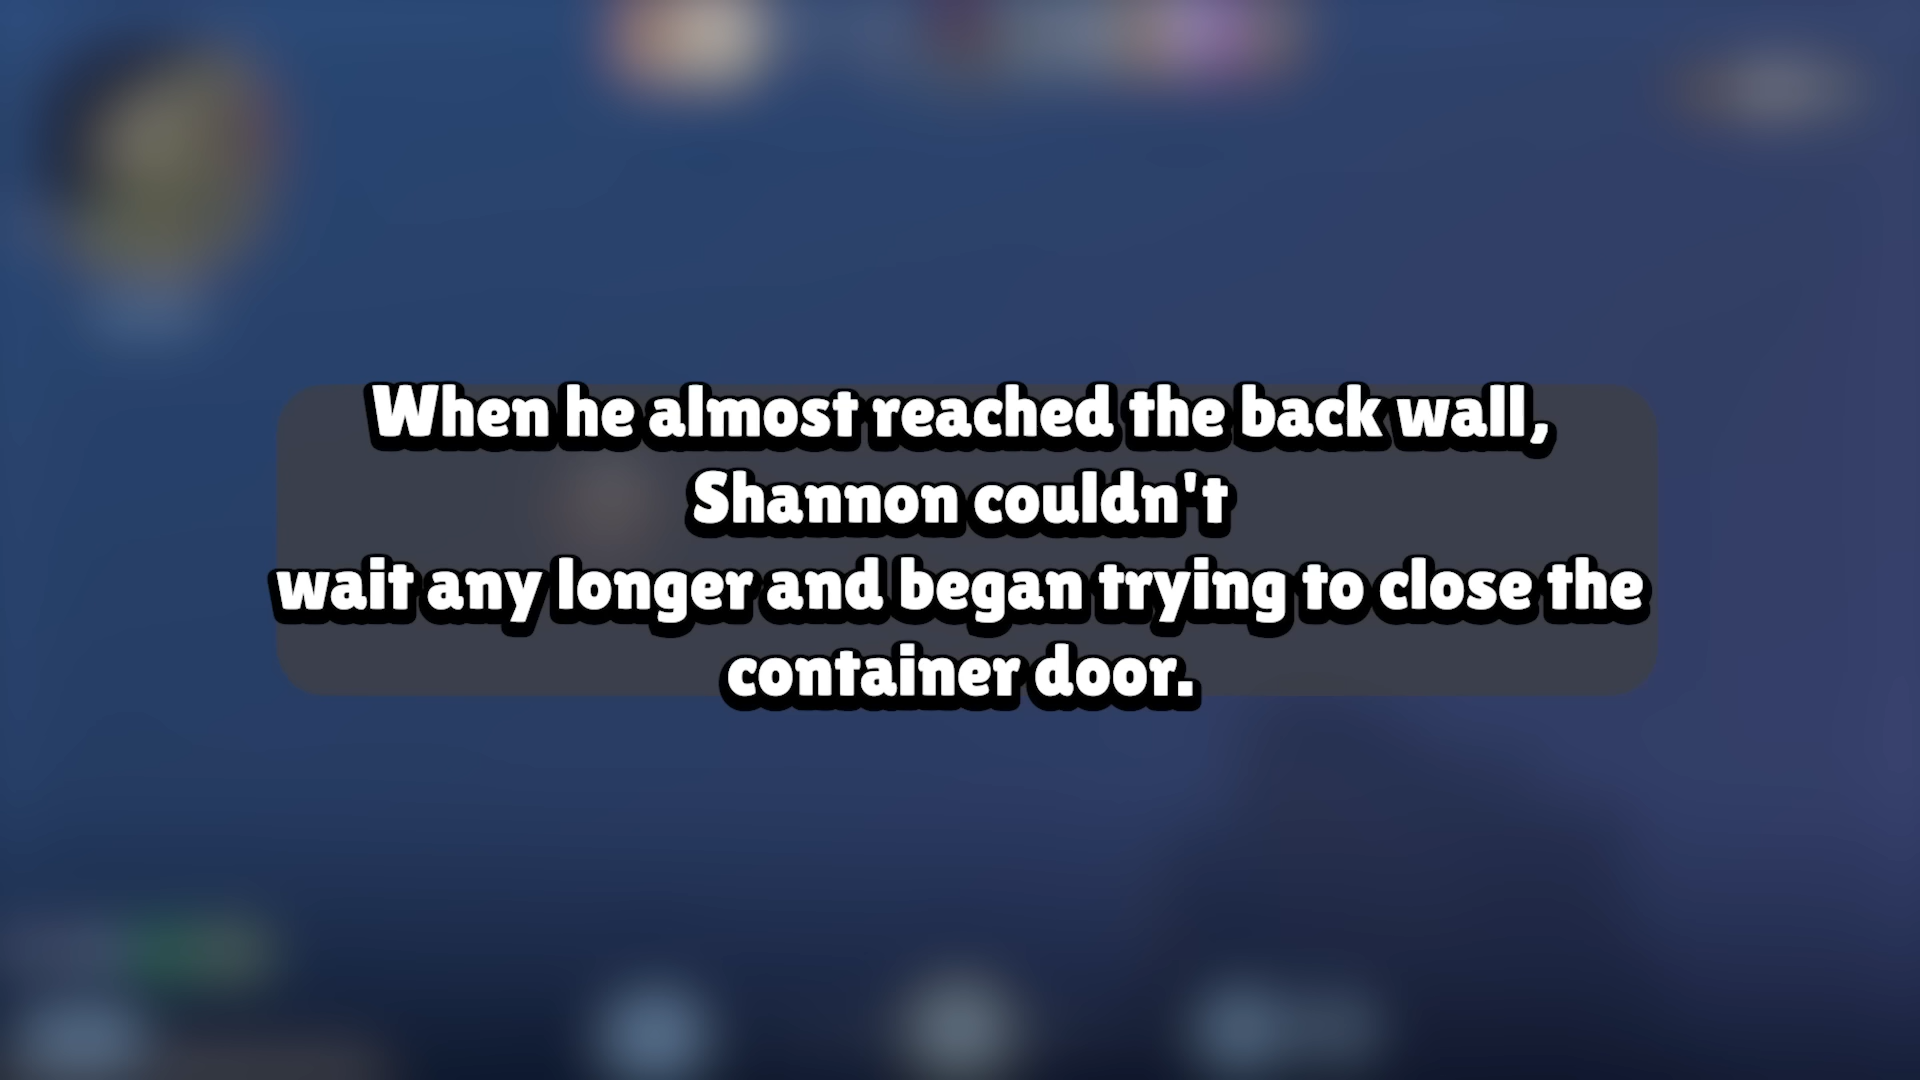 When he almost reached the back wall,
Shannon couldn't
wait any longer and began trying to close the
container door.